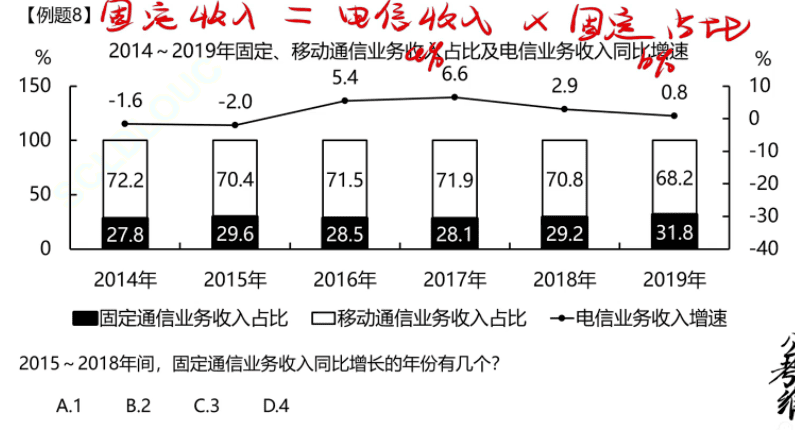 【例题8】固定收入 = 电信收入 × 固定占比
2014～2019年固定、移动通信业务收入占比及电信业务收入同比增速
a% b%
% %
150 10
-1.6 -2.0 5.4 6.6 2.9 0.8
100 0
-10
72.2 70.4 71.5 71.9 70.8 68.2
50 -20
27.8 29.6 28.5 28.1 29.2 31.8
-30
0 -40
2014年 2015年 2016年 2017年 2018年 2019年
固定通信业务收入占比 移动通信业务收入占比 电信业务收入增速
2015～2018年间，固定通信业务收入同比增长的年份有几个？
A.1 B.2 C.3 D.4
考